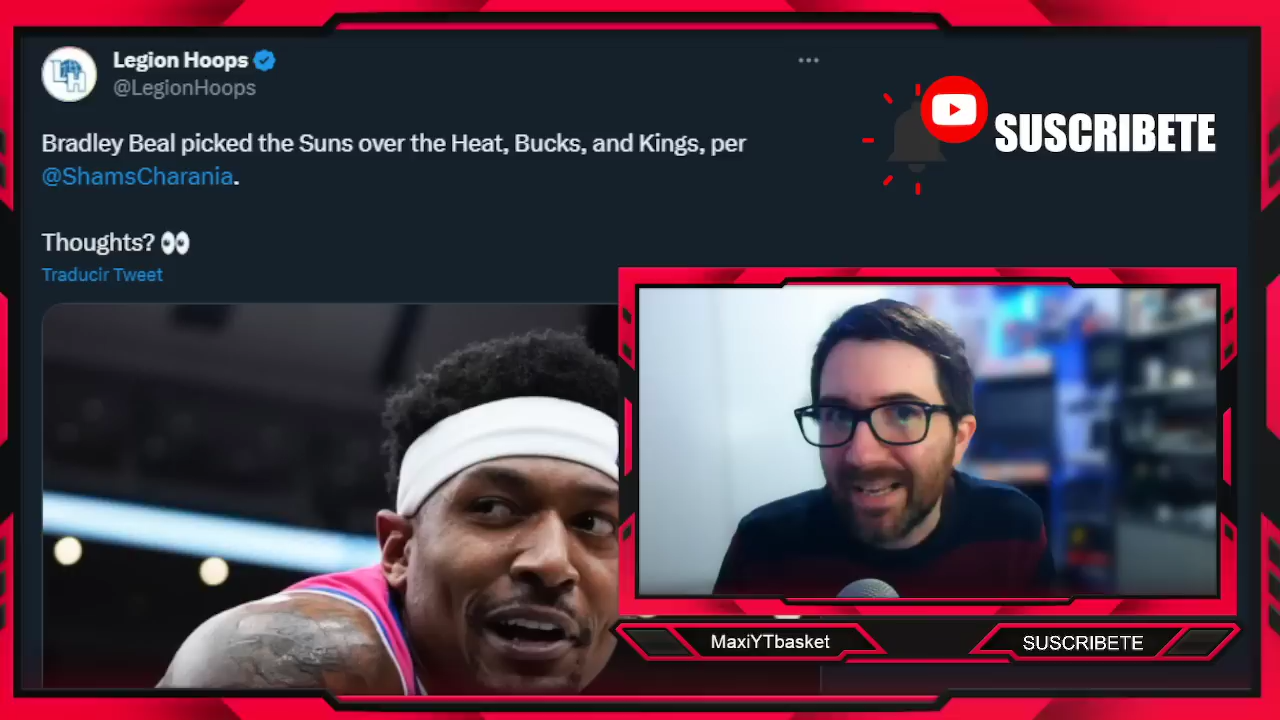 Legion Hoops
@LegionHoops
Bradley Beal picked the Suns over the Heat, Bucks, and Kings, per
@ShamsCharania.
Thoughts? 👀
Traducir Tweet
SUSCRIBETE
MaxiYTbasket
SUSCRIBETE